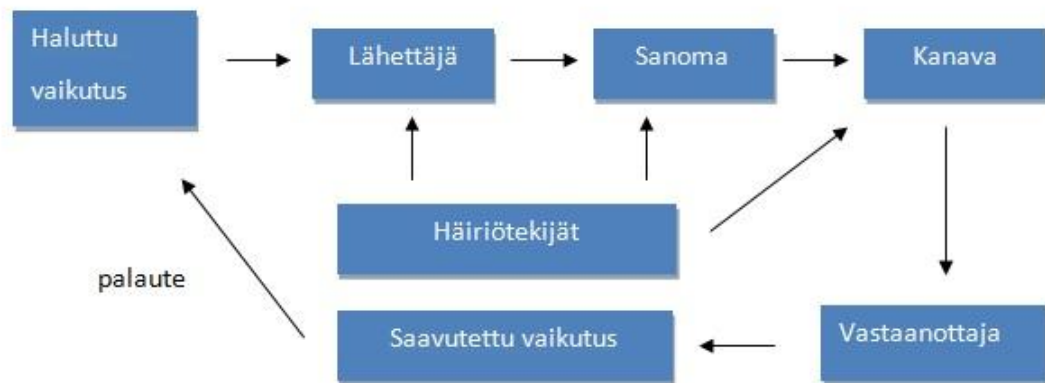 Haluttu
vaikutus
Lähettäjä
Sanoma
Kanava
Häiriötekijät
palaute
Saavutettu vaikutus
Vastaanottaja